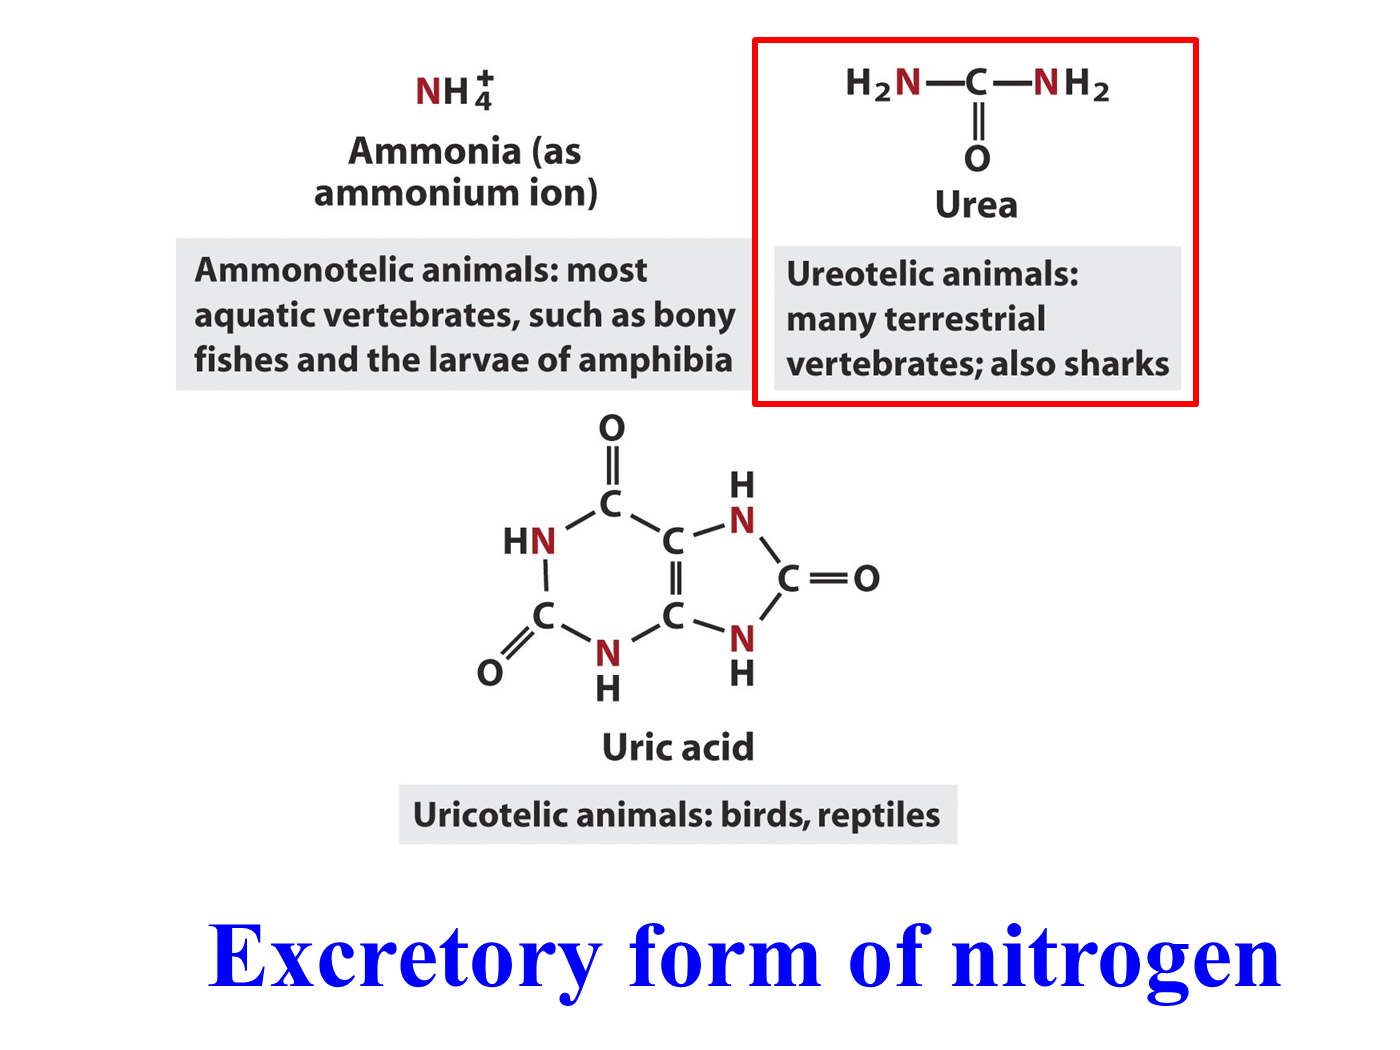 NH4+
Ammonia (as
ammonium ion)
Ammonotelic animals: most
aquatic vertebrates, such as bony
fishes and the larvae of amphibia
H2N—C—NH2
O
Urea
Ureotelic animals:
many terrestrial
vertebrates; also sharks
O
C
H
N
HN
C
C=O
C
C
N
H
N
H
O
Uric acid
Uricotelic animals: birds, reptiles
Excretory form of nitrogen